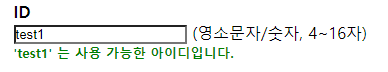 ID
test1 (영소문자/숫자, 4~16자)
'test1' 는 사용 가능한 아이디입니다.